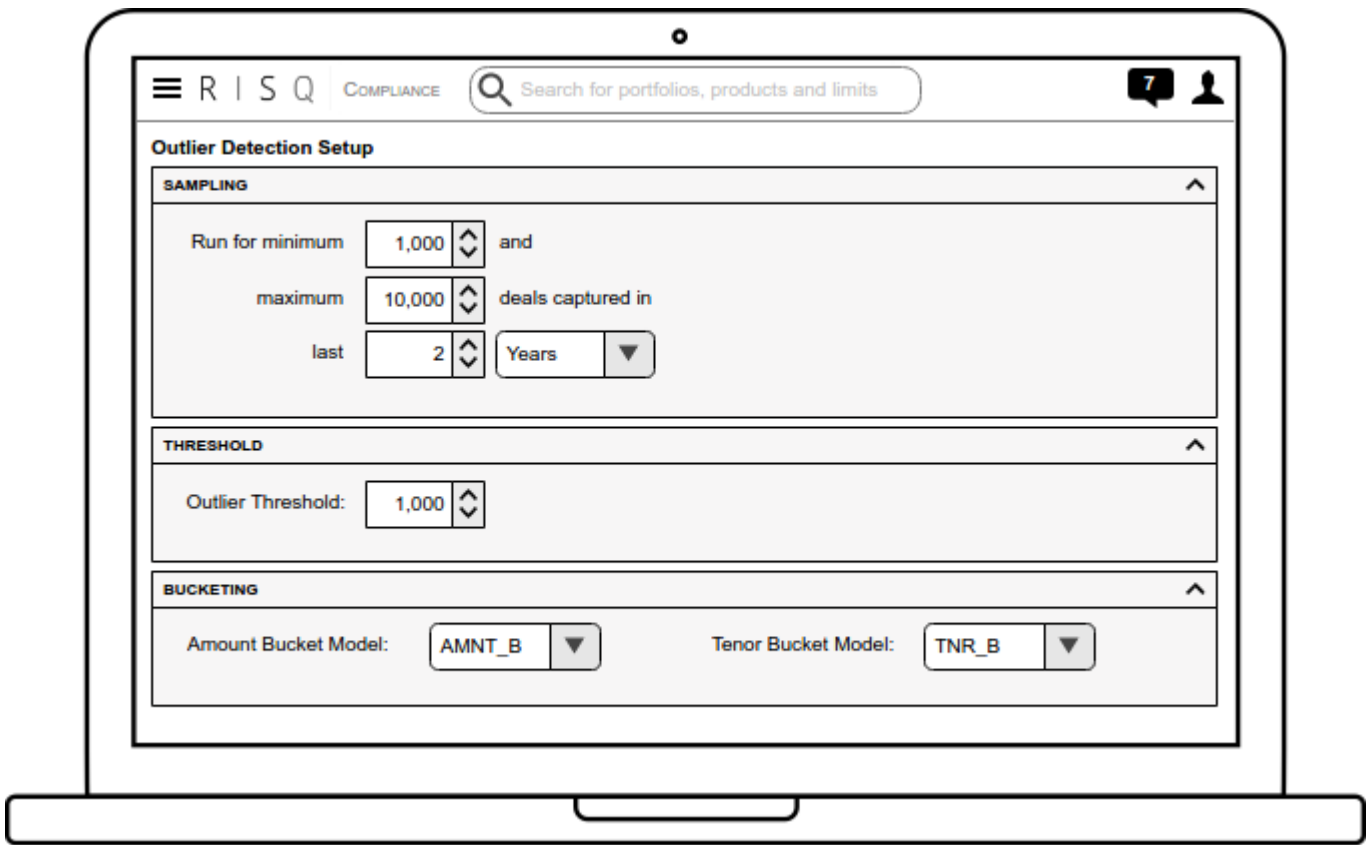 RISQ COMPLIANCE Search for portfolios, products and limits 7
Outlier Detection Setup
SAMPLING
Run for minimum 1,000 and
maximum 10,000 deals captured in
last 2 Years
THRESHOLD
Outlier Threshold: 1,000
BUCKETING
Amount Bucket Model: AMNT_B Tenor Bucket Model: TNR_B